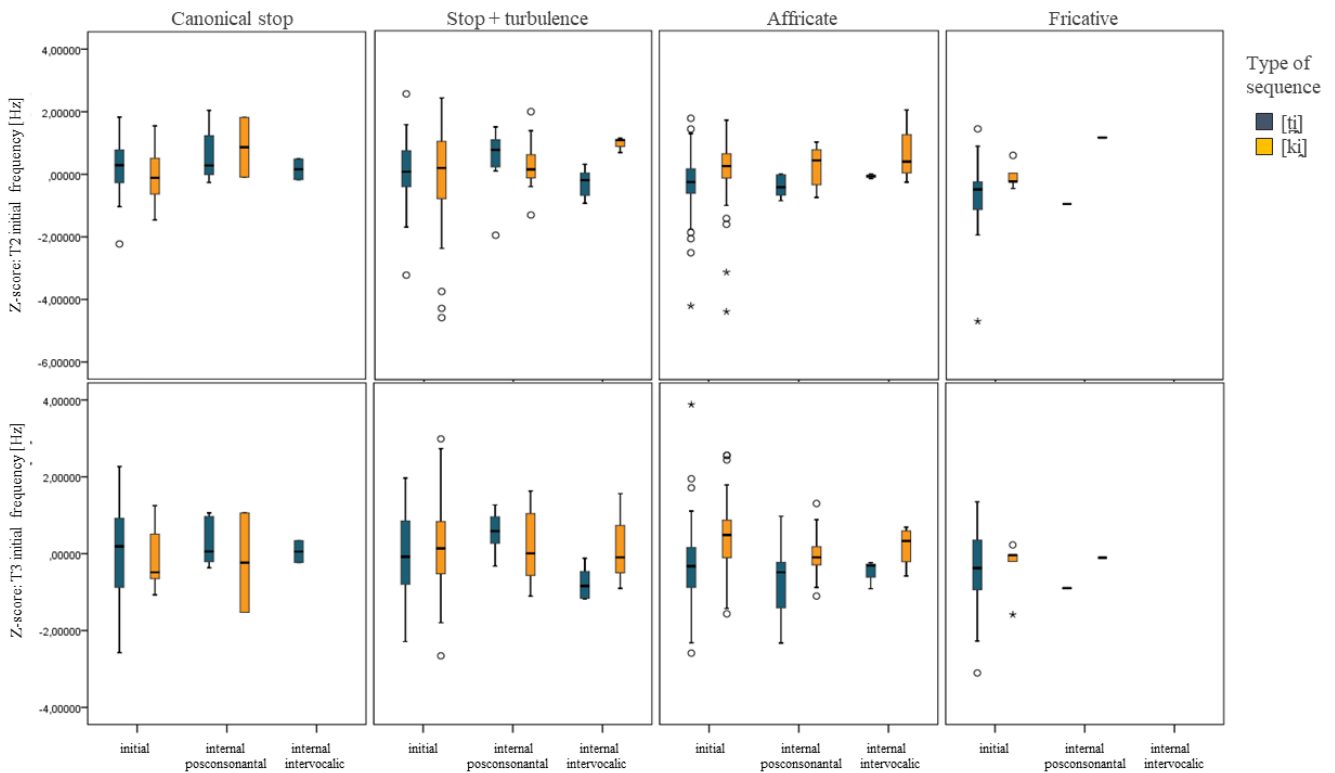 Canonical stop
Stop + turbulence
Affricate
Fricative
Type of
sequence
[ti̯]
[ki̯]
Z-score: T2 initial frequency [Hz]
4,00000
2,00000
,00000
-2,00000
-4,00000
-6,00000
Z-score: T3 initial frequency [Hz]
4,00000
2,00000
,00000
-2,00000
-4,00000
initial
internal
posconsonantal
internal
intervocalic
initial
internal
posconsonantal
internal
intervocalic
initial
internal
posconsonantal
internal
intervocalic
initial
internal
posconsonantal
internal
intervocalic